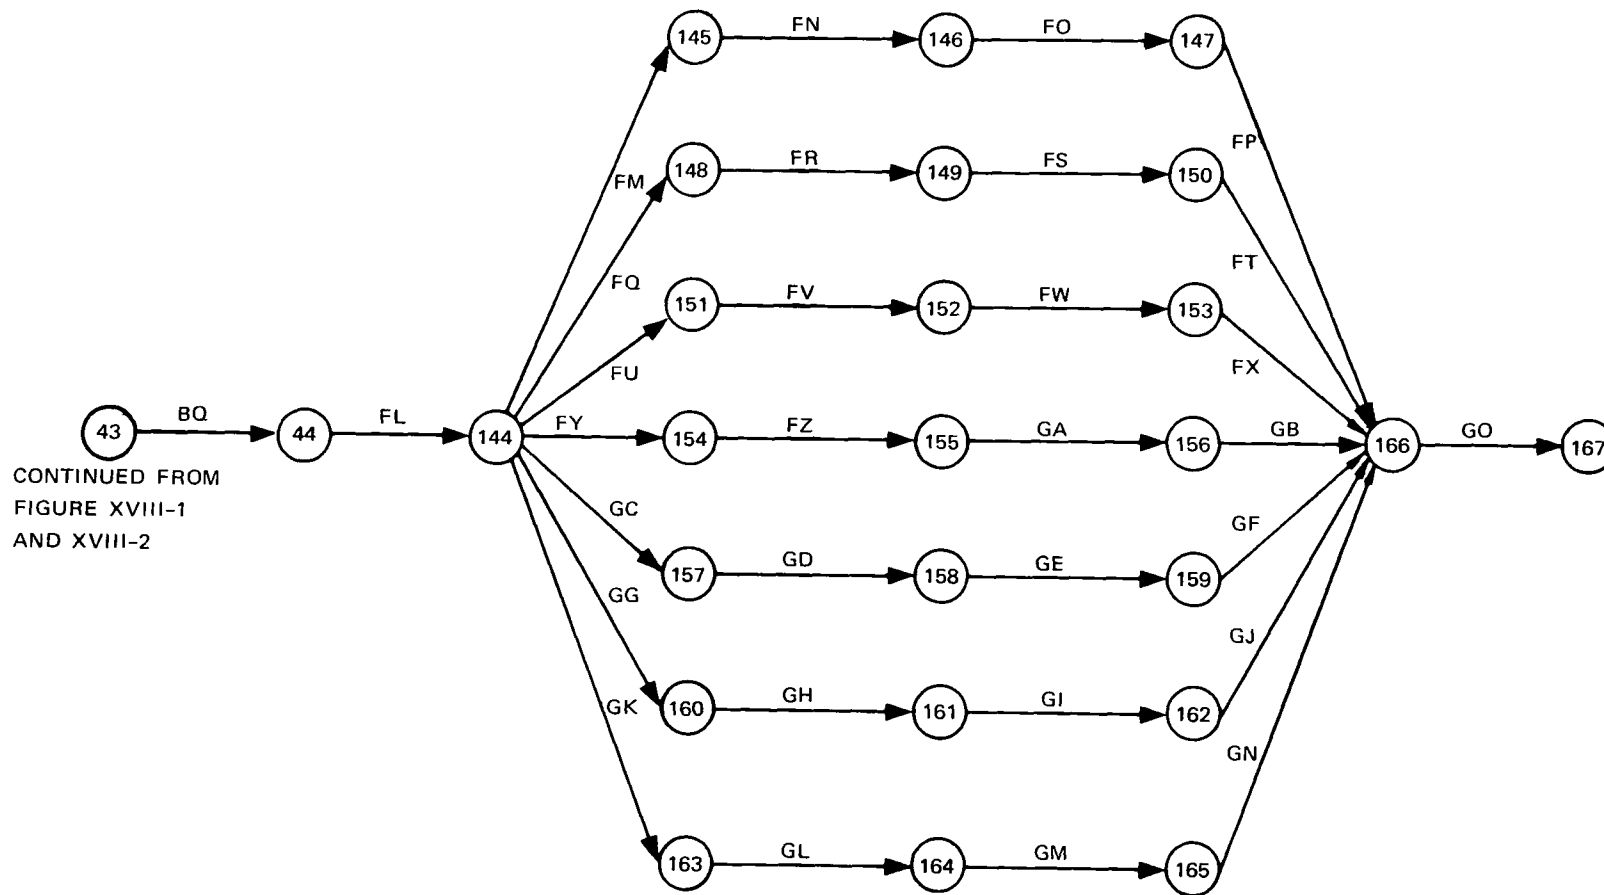 145 FN 146 FO 147
FP
148 FR 149 FS 150
FM
FQ
FT
151 FV 152 FW 153
FU
FX
43 BQ 44 FL 144 FY 154 FZ 155 GA 156 GB 166 GO 167
CONTINUED FROM
FIGURE XVIII-1
AND XVIII-2
GC
GF
157 GD 158 GE 159
GG
GJ
160 GH 161 GI 162
GK
GN
163 GL 164 GM 165